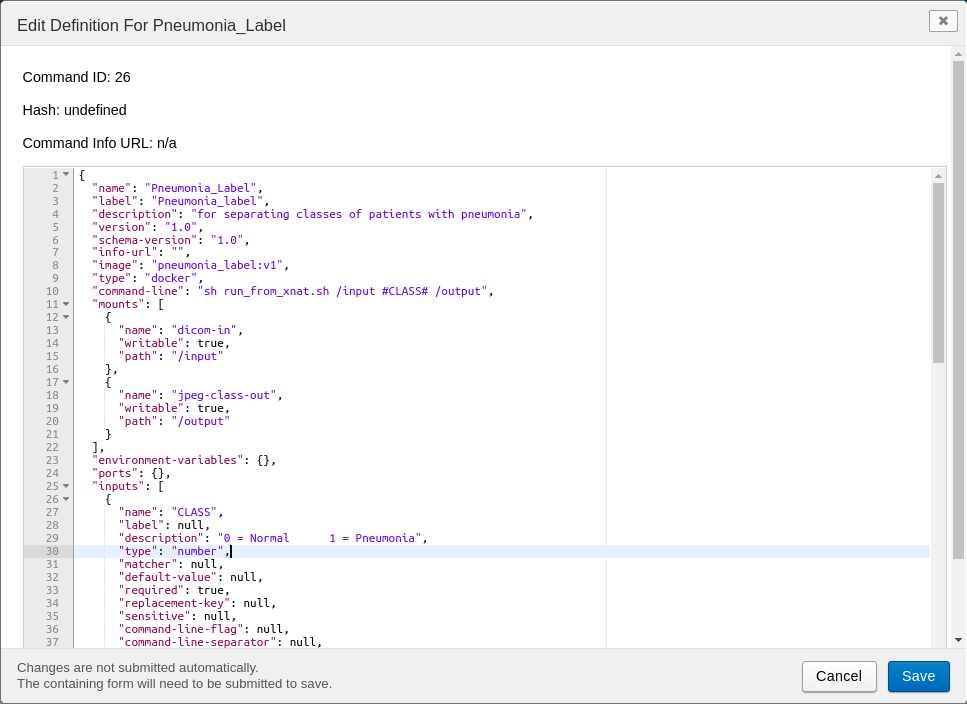 Edit Definition For Pneumonia_Label
✖
Command ID: 26
Hash: undefined
Command Info URL: n/a
1 {
2 "name": "Pneumonia_Label",
3 "label": "Pneumonia_label",
4 "description": "for separating classes of patients with pneumonia",
5 "version": "1.0",
6 "schema-version": "1.0",
7 "info-url": "",
8 "image": "pneumonia_label:v1",
9 "type": "docker",
10 "command-line": "sh run_from_xnat.sh /input #CLASS# /output",
11 "mounts": [
12 {
13 "name": "dicom-in",
14 "writable": true,
15 "path": "/input"
16 },
17 {
18 "name": "jpeg-class-out",
19 "writable": true,
20 "path": "/output"
21 }
22 ],
23 "environment-variables": {},
24 "ports": {},
25 "inputs": [
26 {
27 "name": "CLASS",
28 "label": null,
29 "description": "0 = Normal      1 = Pneumonia",
30 "type": "number",
31 "matcher": null,
32 "default-value": null,
33 "required": true,
34 "replacement-key": null,
35 "sensitive": null,
36 "command-line-flag": null,
37 "command-line-separator": null,
Changes are not submitted automatically.
The containing form will need to be submitted to save.
Cancel
Save